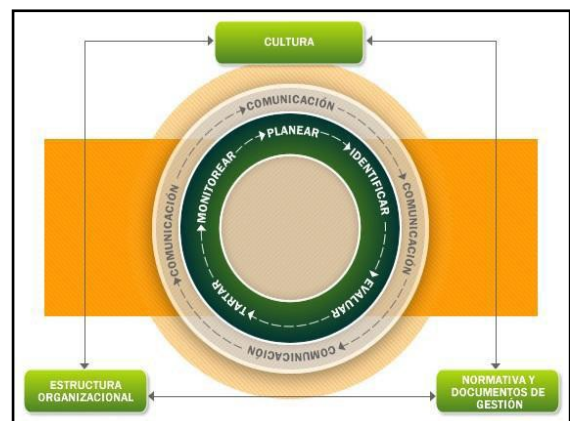 CULTURA
COMUNICACIÓN
PLANEAR
IDENTIFICAR
EVALUAR
TARTAR
MONITOREAR
COMUNICACIÓN
COMUNICACIÓN
COMUNICACIÓN
ESTRUCTURA
ORGANIZACIONAL
NORMATIVA Y
DOCUMENTOS DE
GESTIÓN